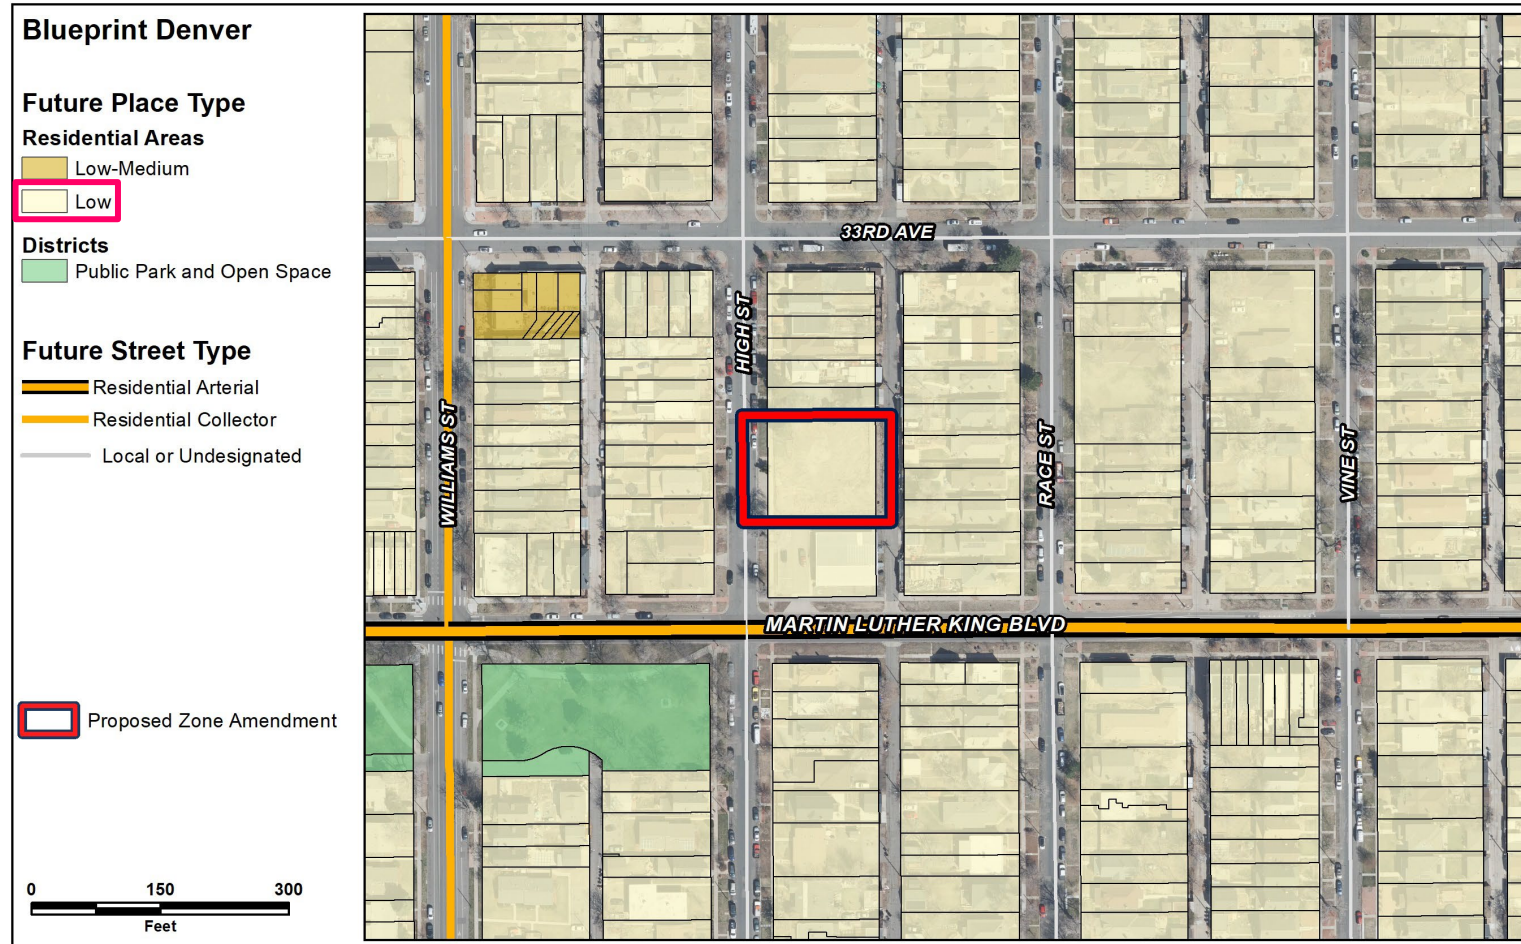 Blueprint Denver
Future Place Type
Residential Areas
Low-Medium
Low
Districts
Public Park and Open Space
Future Street Type
Residential Arterial
Residential Collector
Local or Undesignated
Proposed Zone Amendment
0 150 300
Feet
33RD AVE
HIGH ST
WILLIAMS ST
RACE ST
VINE ST
MARTIN LUTHER KING BLVD